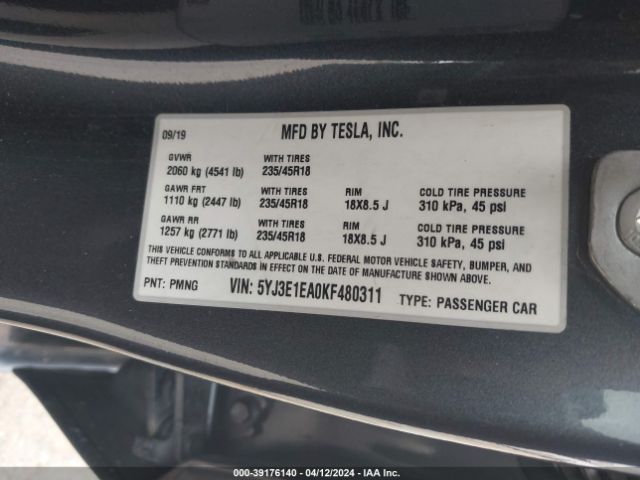 09/19 MFD BY TESLA, INC.
GVWR WITH TIRES
2060 kg (4541 lb) 235/45R18
GAWR FRT WITH TIRES RIM COLD TIRE PRESSURE
1110 kg (2447 lb) 235/45R18 18X8.5 J 310 kPa, 45 psi
GAWR RR WITH TIRES RIM COLD TIRE PRESSURE
1257 kg (2771 lb) 235/45R18 18X8.5 J 310 kPa, 45 psi
THIS VEHICLE CONFORMS TO ALL APPLICABLE U.S. FEDERAL MOTOR VEHICLE SAFETY, BUMPER, AND
THEFT PREVENTION STANDARDS IN EFFECT ON THE DATE OF MANUFACTURE SHOWN ABOVE.
PNT: PMNG VIN: 5YJ3E1EA0KF480311 TYPE: PASSENGER CAR
000-39176140 - 04/12/2024 - IAA Inc.